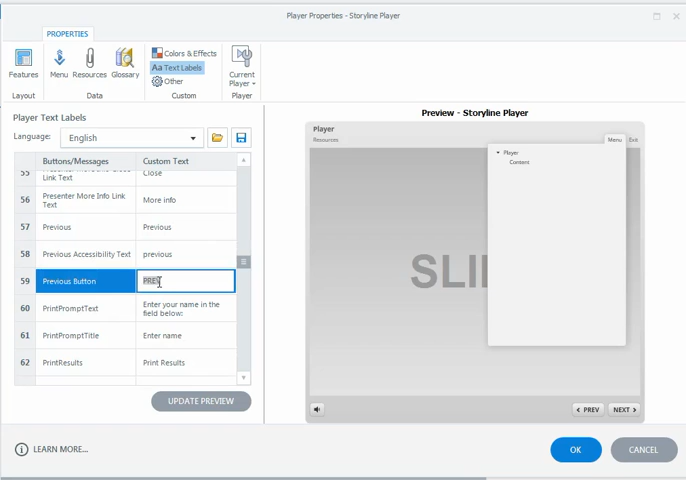 Player Properties - Storyline Player
PROPERTIES
Features
Menu
Resources
Glossary
Colors & Effects
Aa Text Labels
Other
Current
Player
Layout
Data
Custom
Player
Player Text Labels
Language:
English
Buttons/Messages
Custom Text
55
Link Text
Close
56
Presenter More Info Link
Text
More info
57
Previous
Previous
58
Previous Accessibility Text
previous
59
Previous Button
PREV
60
PrintPromptText
Enter your name in the
field below:
61
PrintPromptTitle
Enter name
62
PrintResults
Print Results
UPDATE PREVIEW
Preview - Storyline Player
Player
Resources
Menu
Exit
Player
Content
PREV
NEXT
LEARN MORE...
OK
CANCEL